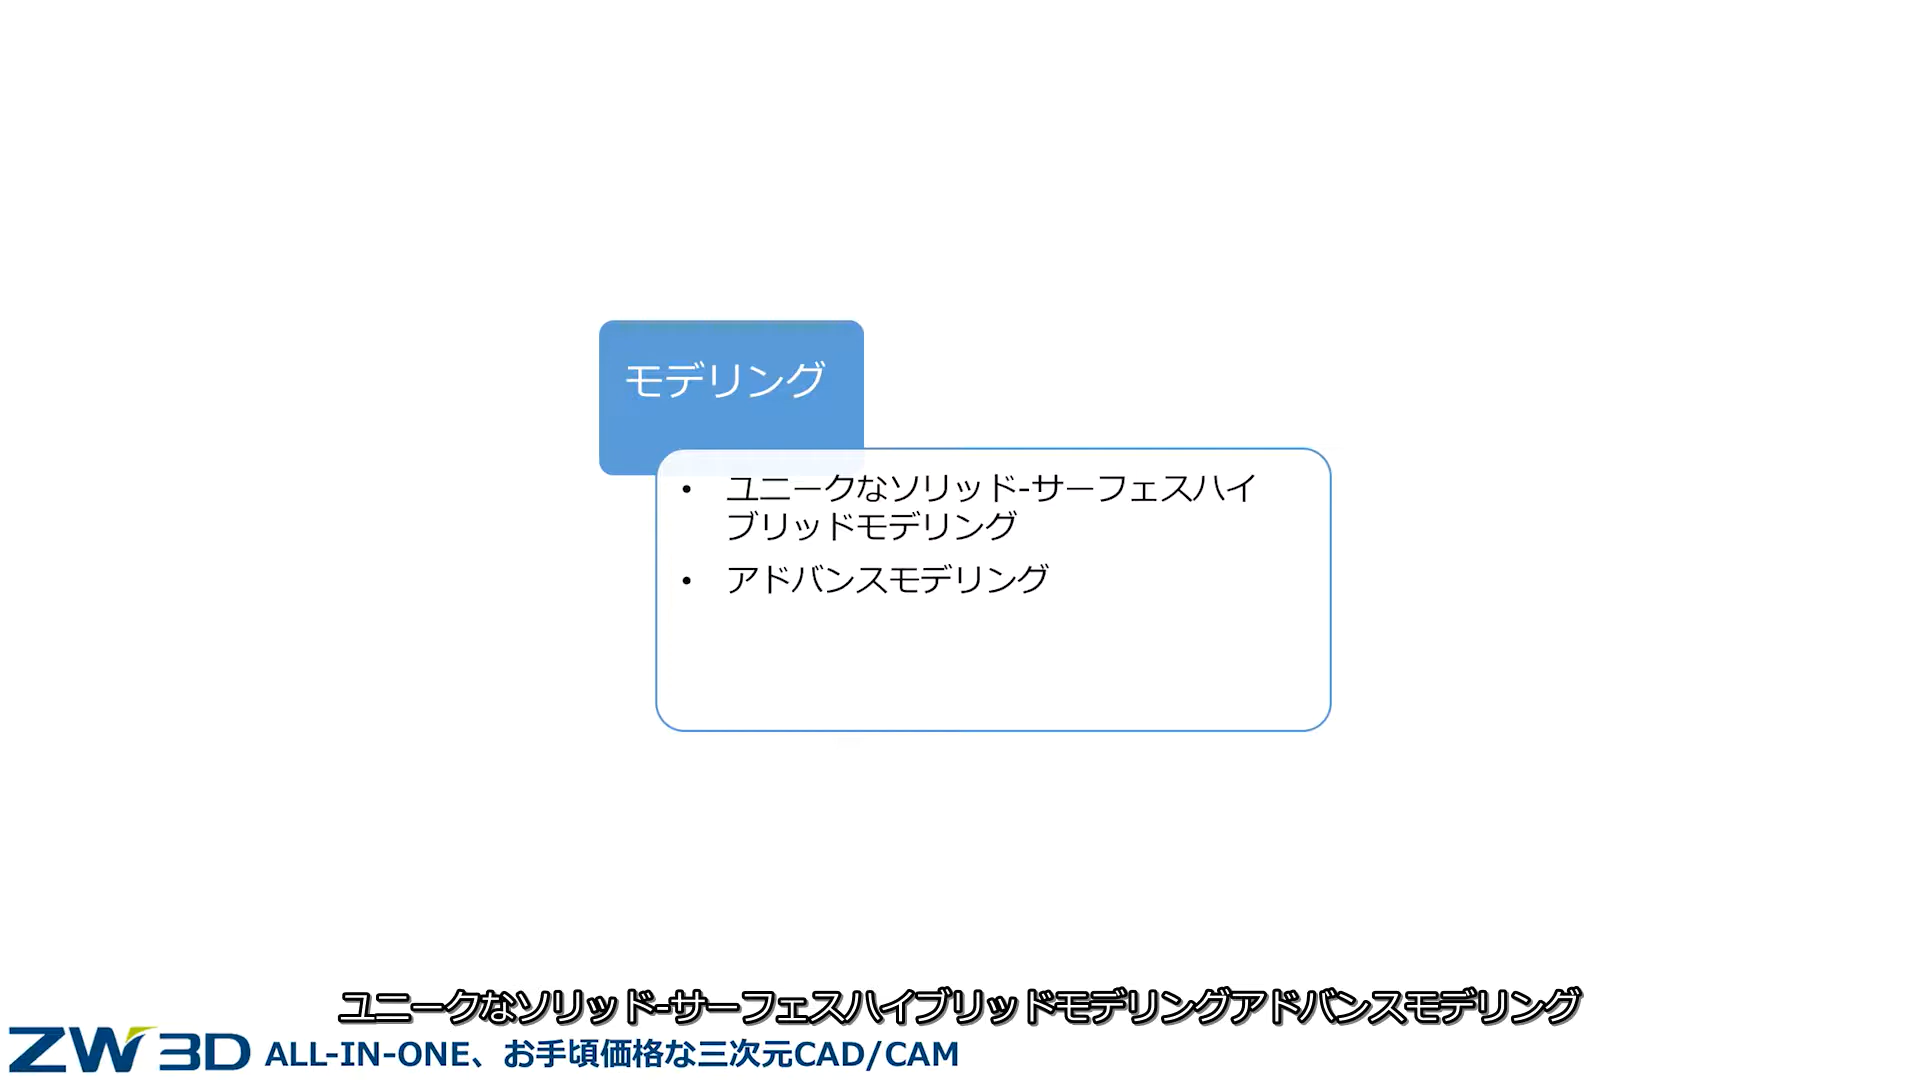 モデリング
• ユニークなソリッド-サーフェスハイ
ブリッドモデリング
• アドバンスモデリング
ユニークなソリッド-サーフェスハイブリッドモデリングアドバンスモデリング
ZW3D ALL-IN-ONE、お手頃価格な三次元CAD/CAM